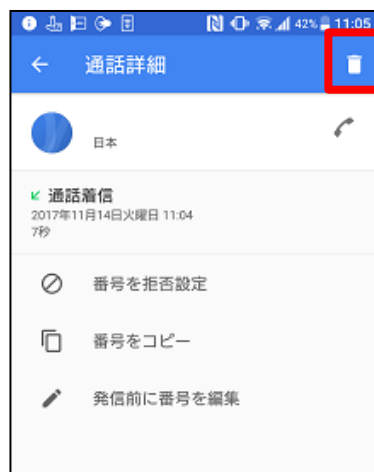 42% 11:05
通話詳細
日本
通話着信
2017年11月14日火曜日 11:04
7秒
番号を拒否設定
番号をコピー
発信前に番号を編集